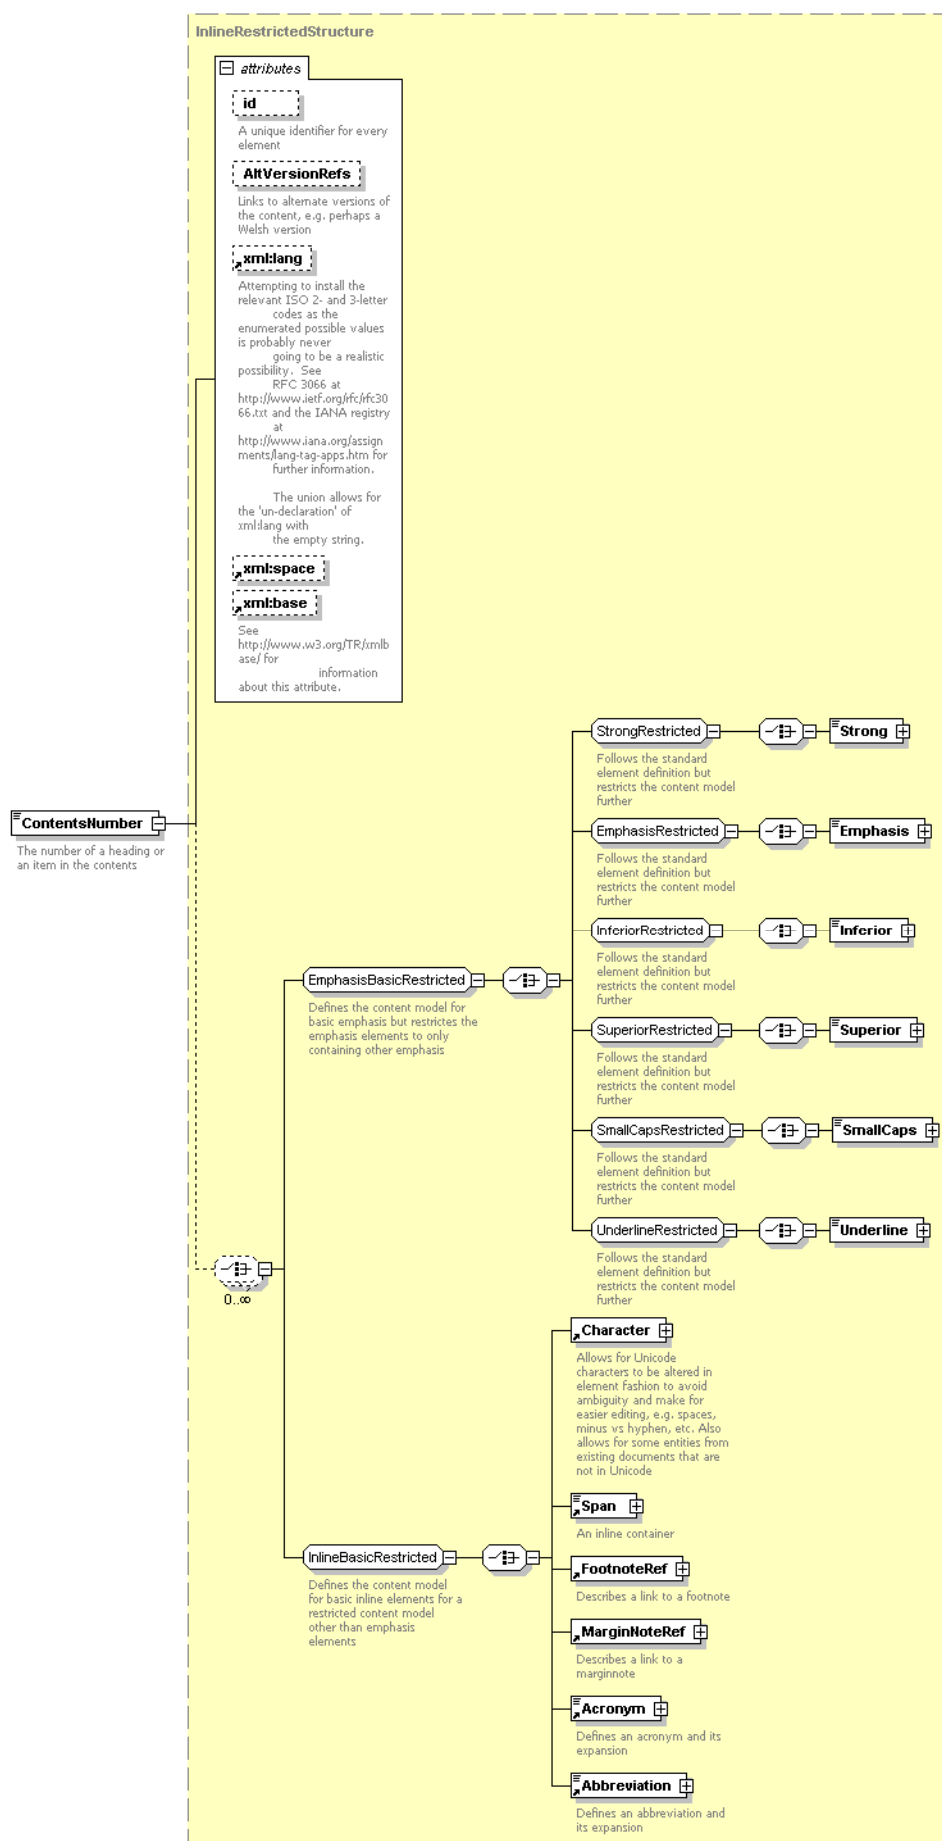 InlineRestrictedStructure
attributes
id
A unique identifier for every
element
AltVersionRefs
Links to alternate versions of
the content, e.g. perhaps a
Welsh version
xml:lang
Attempting to install the
relevant ISO 2- and 3-letter
codes as the
enumerated possible values
is probably never
going to be a realistic
possibility. See
RFC 3066 at
http://www.ietf.org/rfc/rfc30
66.txt and the IANA registry
at
http://www.iana.org/assign
ments/lang-tag-apps.htm for
further information.
The union allows for
the 'un-declaration' of
xml:lang with
the empty string.
xml:space
xml:base
See
http://www.w3.org/TR/xmlb
ase/ for
information
about this attribute.
ContentsNumber
The number of a heading or
an item in the contents
0..∞
EmphasisBasicRestricted
Defines the content model for
basic emphasis but restrictes the
emphasis elements to only
containing other emphasis
StrongRestricted
Follows the standard
element definition but
restricts the content model
further
Strong
EmphasisRestricted
Follows the standard
element definition but
restricts the content model
further
Emphasis
InferiorRestricted
Follows the standard
element definition but
restricts the content model
further
Inferior
SuperiorRestricted
Follows the standard
element definition but
restricts the content model
further
Superior
SmallCapsRestricted
Follows the standard
element definition but
restricts the content model
further
SmallCaps
UnderlineRestricted
Follows the standard
element definition but
restricts the content model
further
Underline
InlineBasicRestricted
Defines the content model
for basic inline elements for a
restricted content model
other than emphasis
elements
Character
Allows for Unicode
characters to be altered in
element fashion to avoid
ambiguity and make for
easier editing, e.g. spaces,
minus vs hyphen, etc. Also
allows for some entities from
existing documents that are
not in Unicode
Span
An inline container
FootnoteRef
Describes a link to a footnote
MarginNoteRef
Describes a link to a
marginnote
Acronym
Defines an acronym and its
expansion
Abbreviation
Defines an abbreviation and
its expansion